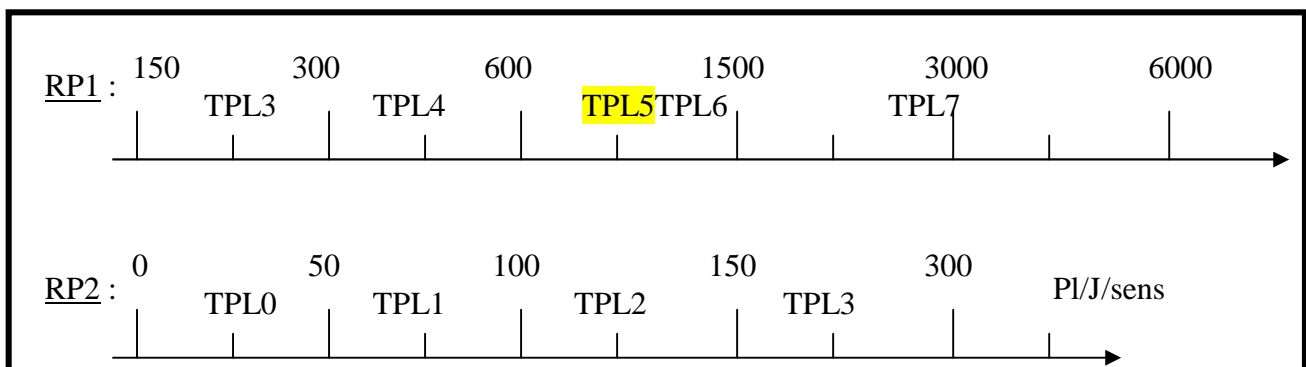 150 300 600 1500 3000 6000
RP1 :
TPL3 TPL4 TPL5TPL6 TPL7
0 50 100 150 300
RP2 : Pl/J/sens
TPL0 TPL1 TPL2 TPL3